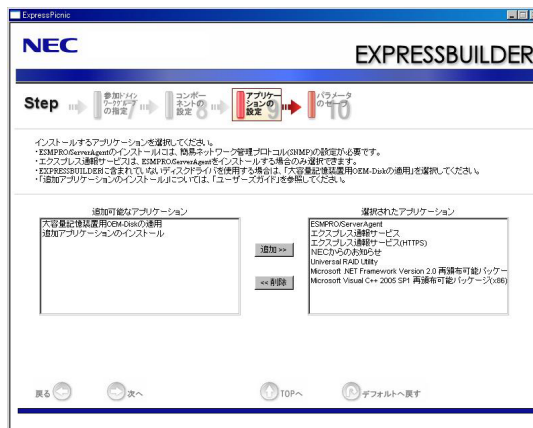 ExpressPicnic
NEC
EXPRESSBUILDER
Step
参加ドメイン
ワークグループ
の指定 7
コンポー
ネントの
設定 8
アプリケー
ションの
設定 9
パラメータ
のセーブ 10
インストールするアプリケーションを選択してください。
・ESMPRO/ServerAgentのインストールには、簡易ネットワーク管理プロトコル(SNMP)の設定が必要です。
・エクスプレス通報サービスは、ESMPRO/ServerAgentをインストールする場合のみ選択できます。
・EXPRESSBUILDERに含まれていないディスクドライバを使用する場合は、「大容量記憶装置用OEM-Diskの適用」を選択してください。
・「追加アプリケーションのインストール」については、「ユーザーズガイド」を参照してください。
追加可能なアプリケーション
大容量記憶装置用OEM-Diskの適用
追加アプリケーションのインストール
追加 >>
<< 削除
選択されたアプリケーション
ESMPRO/ServerAgent
エクスプレス通報サービス
エクスプレス通報サービス(HTTPS)
NECからのお知らせ
Universal RAID Utility
Microsoft .NET Framework Version 2.0 再頒布可能パッケー
Microsoft Visual C++ 2005 SP1 再頒布可能パッケージ(x86)
戻る
次へ
TOPへ
デフォルトへ戻す